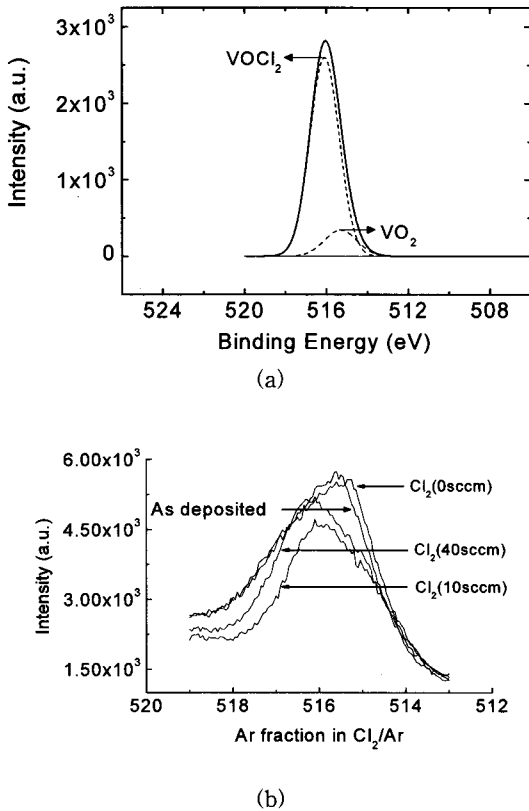 3x10³
VOCl₂
2x10³
Intensity (a.u.)
1x10³
VO₂
0
524 520 516 512 508
Binding Energy (eV)
(a)
6.00x10³
Cl₂(0sccm)
As deposited
4.50x10³
Intensity (a.u.)
Cl₂(40sccm)
3.00x10³
Cl₂(10sccm)
1.50x10³
520 518 516 514 512
Ar fraction in Cl₂/Ar
(b)